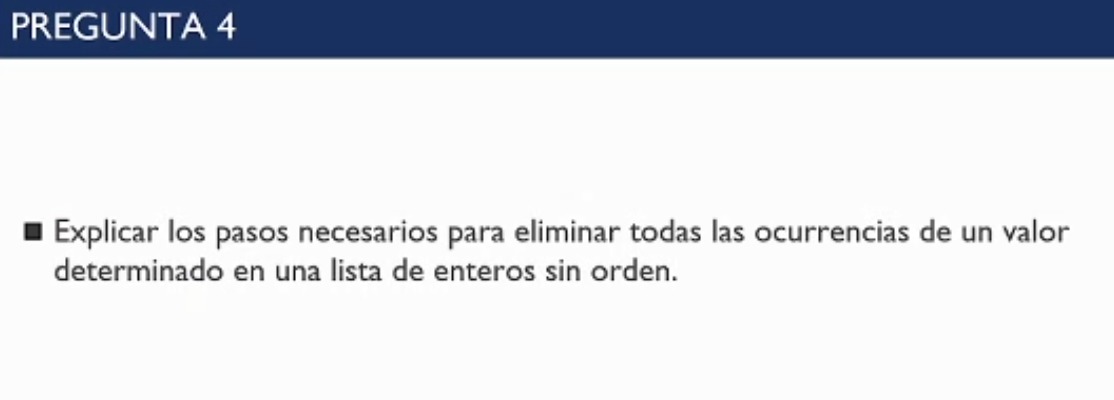 PREGUNTA 4
■ Explicar los pasos necesarios para eliminar todas las ocurrencias de un valor
determinado en una lista de enteros sin orden.